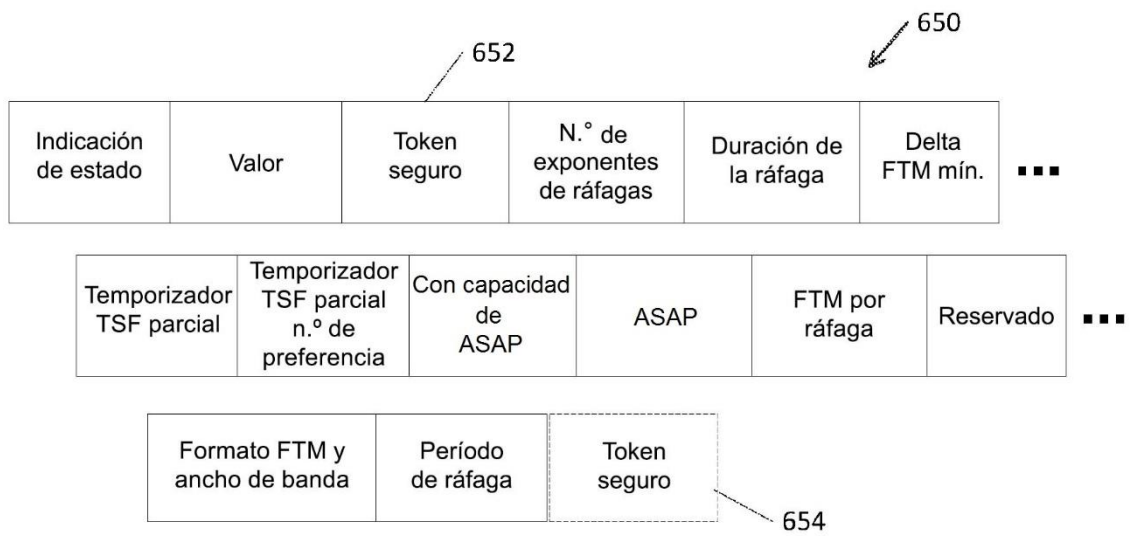 652
650
Indicación
de estado
Valor
Token
seguro
N.° de
exponentes
de ráfagas
Duración de
la ráfaga
Delta
FTM mín.
...
Temporizador
TSF parcial
Temporizador
TSF parcial
n.º de
preferencia
Con capacidad
de
ASAP
ASAP
FTM por
ráfaga
Reservado
...
Formato FTM y
ancho de banda
Período
de ráfaga
Token
seguro
654